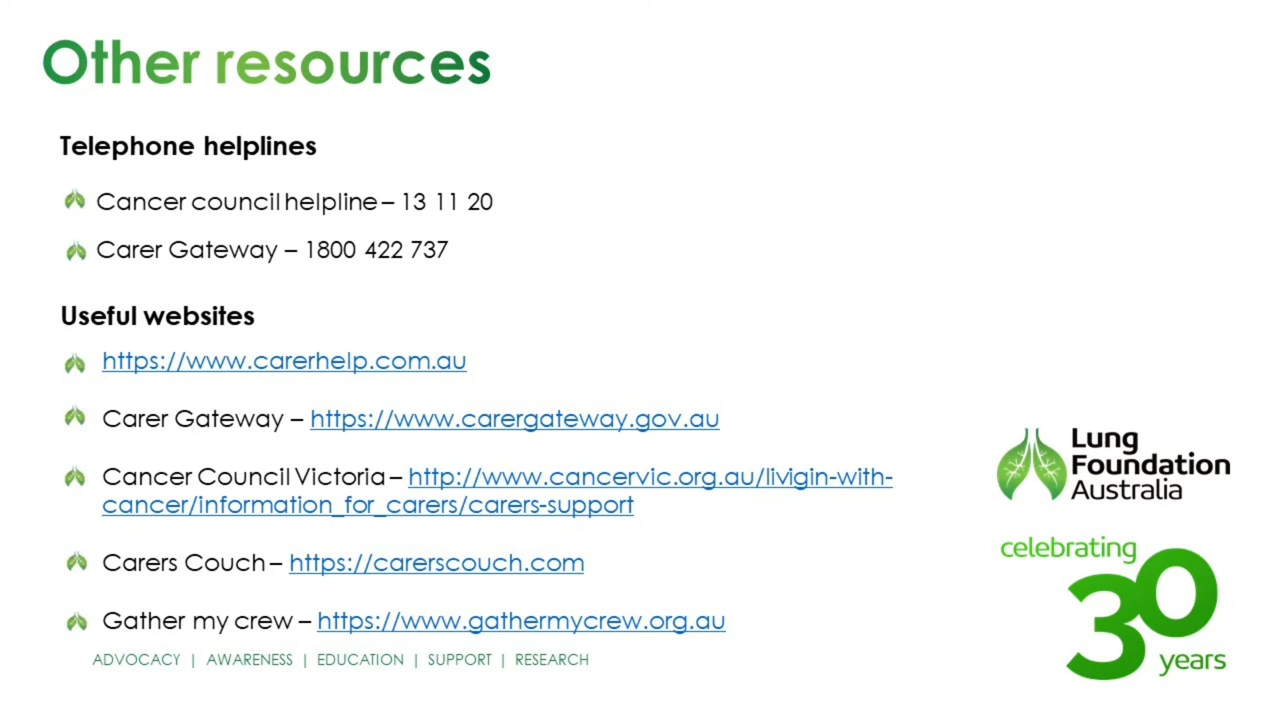 Other resources
Telephone helplines
Cancer council helpline – 13 11 20
Carer Gateway – 1800 422 737
Useful websites
https://www.carerhelp.com.au
Carer Gateway – https://www.carergateway.gov.au
Cancer Council Victoria – http://www.cancervic.org.au/livigin-with-
cancer/information_for_carers/carers-support
Carers Couch – https://carerscouch.com
Gather my crew – https://www.gathermycrew.org.au
ADVOCACY | AWARENESS | EDUCATION | SUPPORT | RESEARCH
Lung
Foundation
Australia
celebrating
30
years